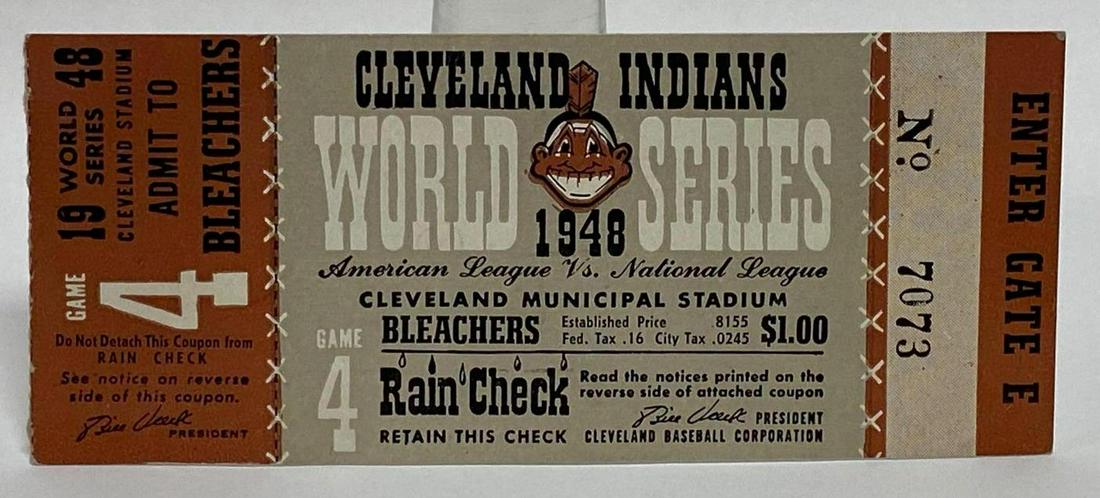 19 WORLD 48
SERIES
CLEVELAND STADIUM
ADMIT TO
BLEACHERS
GAME
4
Do Not Detach This Coupon from
RAIN CHECK
See notice on reverse
side of this coupon.
Bill Veeck
PRESIDENT
CLEVELAND INDIANS
WORLD SERIES
1948
American League Vs. National League
CLEVELAND MUNICIPAL STADIUM
GAME
4
BLEACHERS
Established Price .8155
Fed. Tax .16 City Tax .0245
$1.00
Rain Check
Read the notices printed on the
reverse side of attached coupon
Bill Veeck PRESIDENT
RETAIN THIS CHECK
CLEVELAND BASEBALL CORPORATION
No. 7073
ENTER GATE E